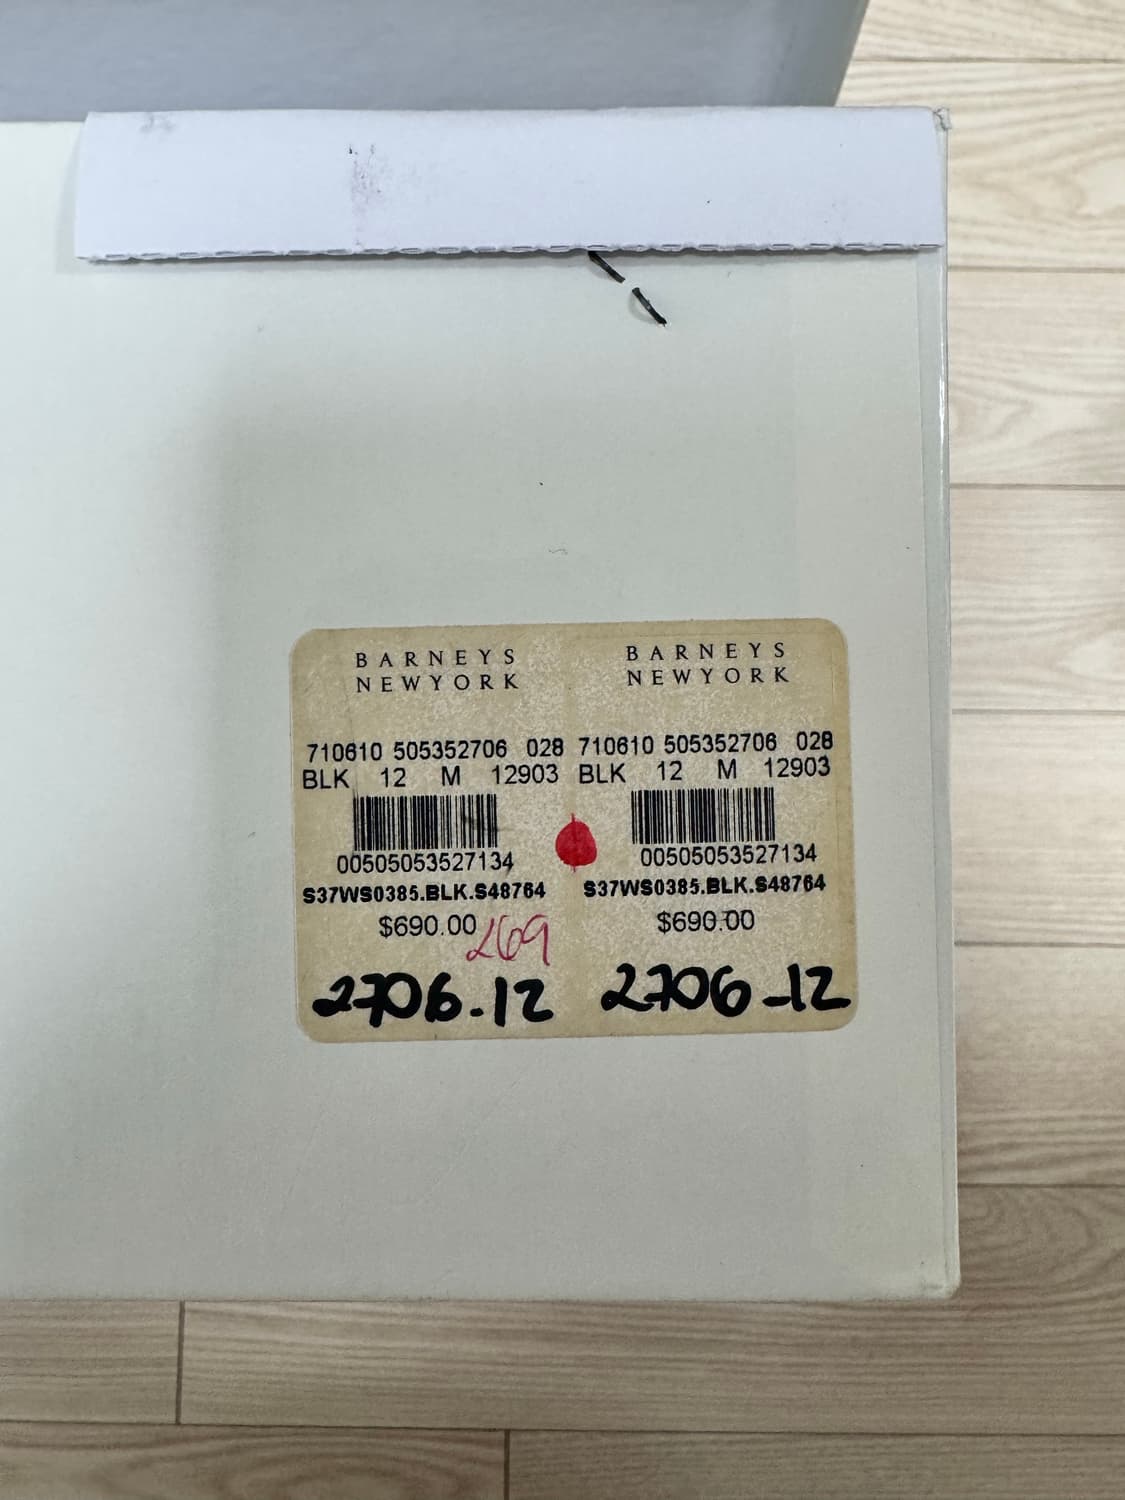 BARNEYS
NEWYORK
710610 505352706 028
BLK 12 M 12903
00505053527134
S37WS0385.BLK.S48764
$690.00
269
2706-12
BARNEYS
NEWYORK
710610 505352706 028
BLK 12 M 12903
00505053527134
S37WS0385.BLK.S48764
$690.00
2706-12